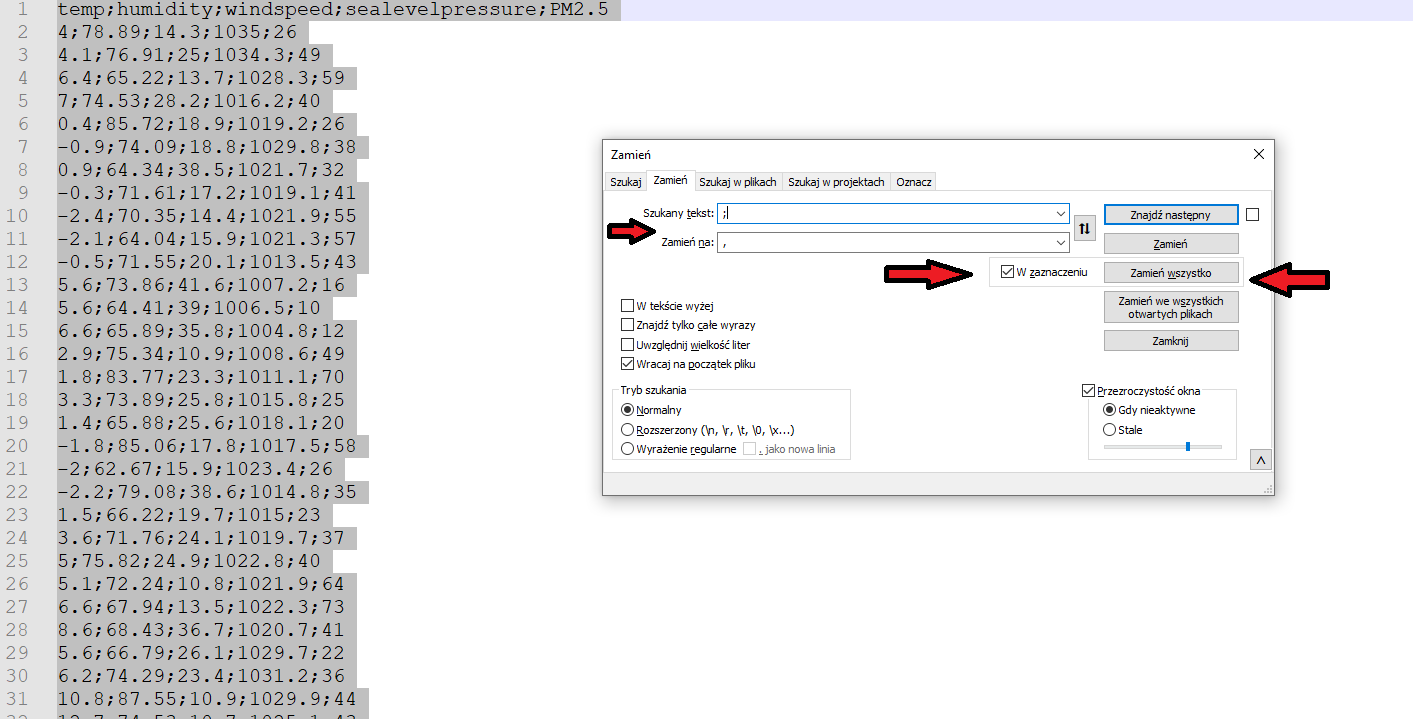 1 temp;humidity;windspeed;sealevelpressure;PM2.5
2 4;78.89;14.3;1035;26
3 4.1;76.91;25;1034.3;49
4 6.4;65.22;13.7;1028.3;59
5 7;74.53;28.2;1016.2;40
6 0.4;85.72;18.9;1019.2;26
7 -0.9;74.09;18.8;1029.8;38
8 0.9;64.34;38.5;1021.7;32
9 -0.3;71.61;17.2;1019.1;41
10 -2.4;70.35;14.4;1021.9;55
11 -2.1;64.04;15.9;1021.3;57
12 -0.5;71.55;20.1;1013.5;43
13 5.6;73.86;41.6;1007.2;16
14 5.6;64.41;39;1006.5;10
15 6.6;65.89;35.8;1004.8;12
16 2.9;75.34;10.9;1008.6;49
17 1.8;83.77;23.3;1011.1;70
18 3.3;73.89;25.8;1015.8;25
19 1.4;65.88;25.6;1018.1;20
20 -1.8;85.06;17.8;1017.5;58
21 -2;62.67;15.9;1023.4;26
22 -2.2;79.08;38.6;1014.8;35
23 1.5;66.22;19.7;1015;23
24 3.6;71.76;24.1;1019.7;37
25 5;75.82;24.9;1022.8;40
26 5.1;72.24;10.8;1021.9;64
27 6.6;67.94;13.5;1022.3;73
28 8.6;68.43;36.7;1020.7;41
29 5.6;66.79;26.1;1029.7;22
30 6.2;74.29;23.4;1031.2;36
31 10.8;87.55;10.9;1029.9;44
Zamień
Szukaj Zamień Szukaj w plikach Szukaj w projektach Oznacz
Szukany tekst: ;
Zamień na: ,
Znajdź następny
Zamień
W zaznaczeniu Zamień wszystko
Zamień we wszystkich
otwartych plikach
Zamknij
W tekście wyżej
Znajdź tylko całe wyrazy
Uwzględnij wielkość liter
Wracaj na początek pliku
Tryb szukania
Normalny
Rozszerzony (\n, \r, \t, \0, \x...)
Wyrażenie regularne . jako nowa linia
Przezroczystość okna
Gdy nieaktywne
Stale